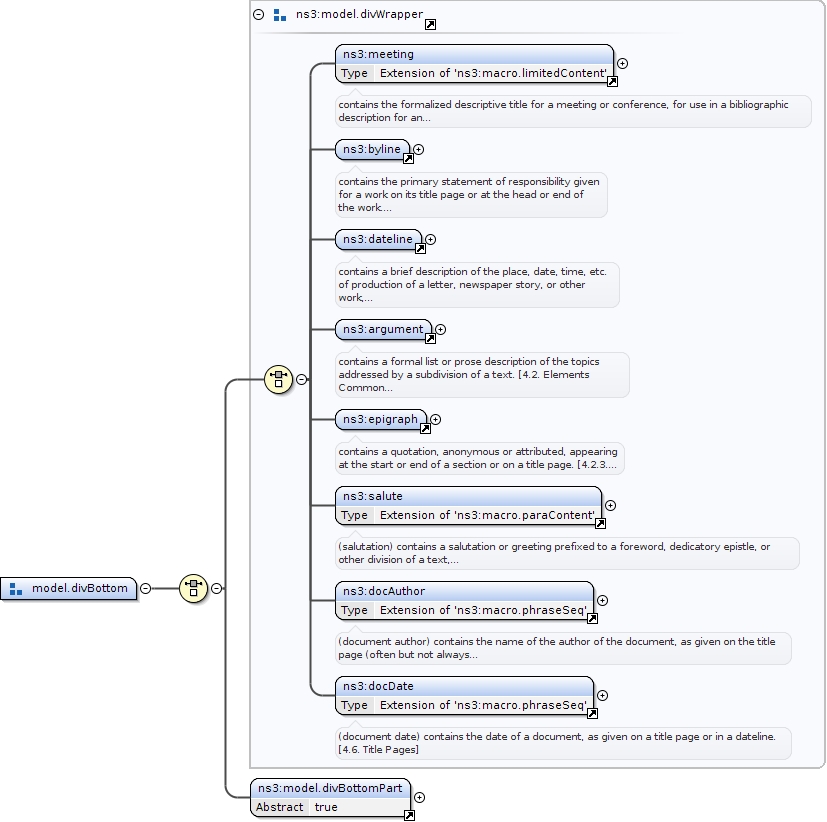 ns3:model.divWrapper
ns3:meeting
Type Extension of 'ns3:macro.limitedContent'
contains the formalized descriptive title for a meeting or conference, for use in a bibliographic
description for an...
ns3:byline
contains the primary statement of responsibility given
for a work on its title page or at the head or end of
the work....
ns3:dateline
contains a brief description of the place, date, time, etc.
of production of a letter, newspaper story, or other
work,...
ns3:argument
contains a formal list or prose description of the topics
addressed by a subdivision of a text. [4.2. Elements
Common...
ns3:epigraph
contains a quotation, anonymous or attributed, appearing
at the start or end of a section or on a title page. [4.2.3....
ns3:salute
Type Extension of 'ns3:macro.paraContent'
(salutation) contains a salutation or greeting prefixed to a foreword, dedicatory epistle, or
other division of a text,...
model.divBottom
ns3:docAuthor
Type Extension of 'ns3:macro.phraseSeq'
(document author) contains the name of the author of the document, as given on the title
page (often but not always...
ns3:docDate
Type Extension of 'ns3:macro.phraseSeq'
(document date) contains the date of a document, as given on a title page or in a dateline.
[4.6. Title Pages]
ns3:model.divBottomPart
Abstract true